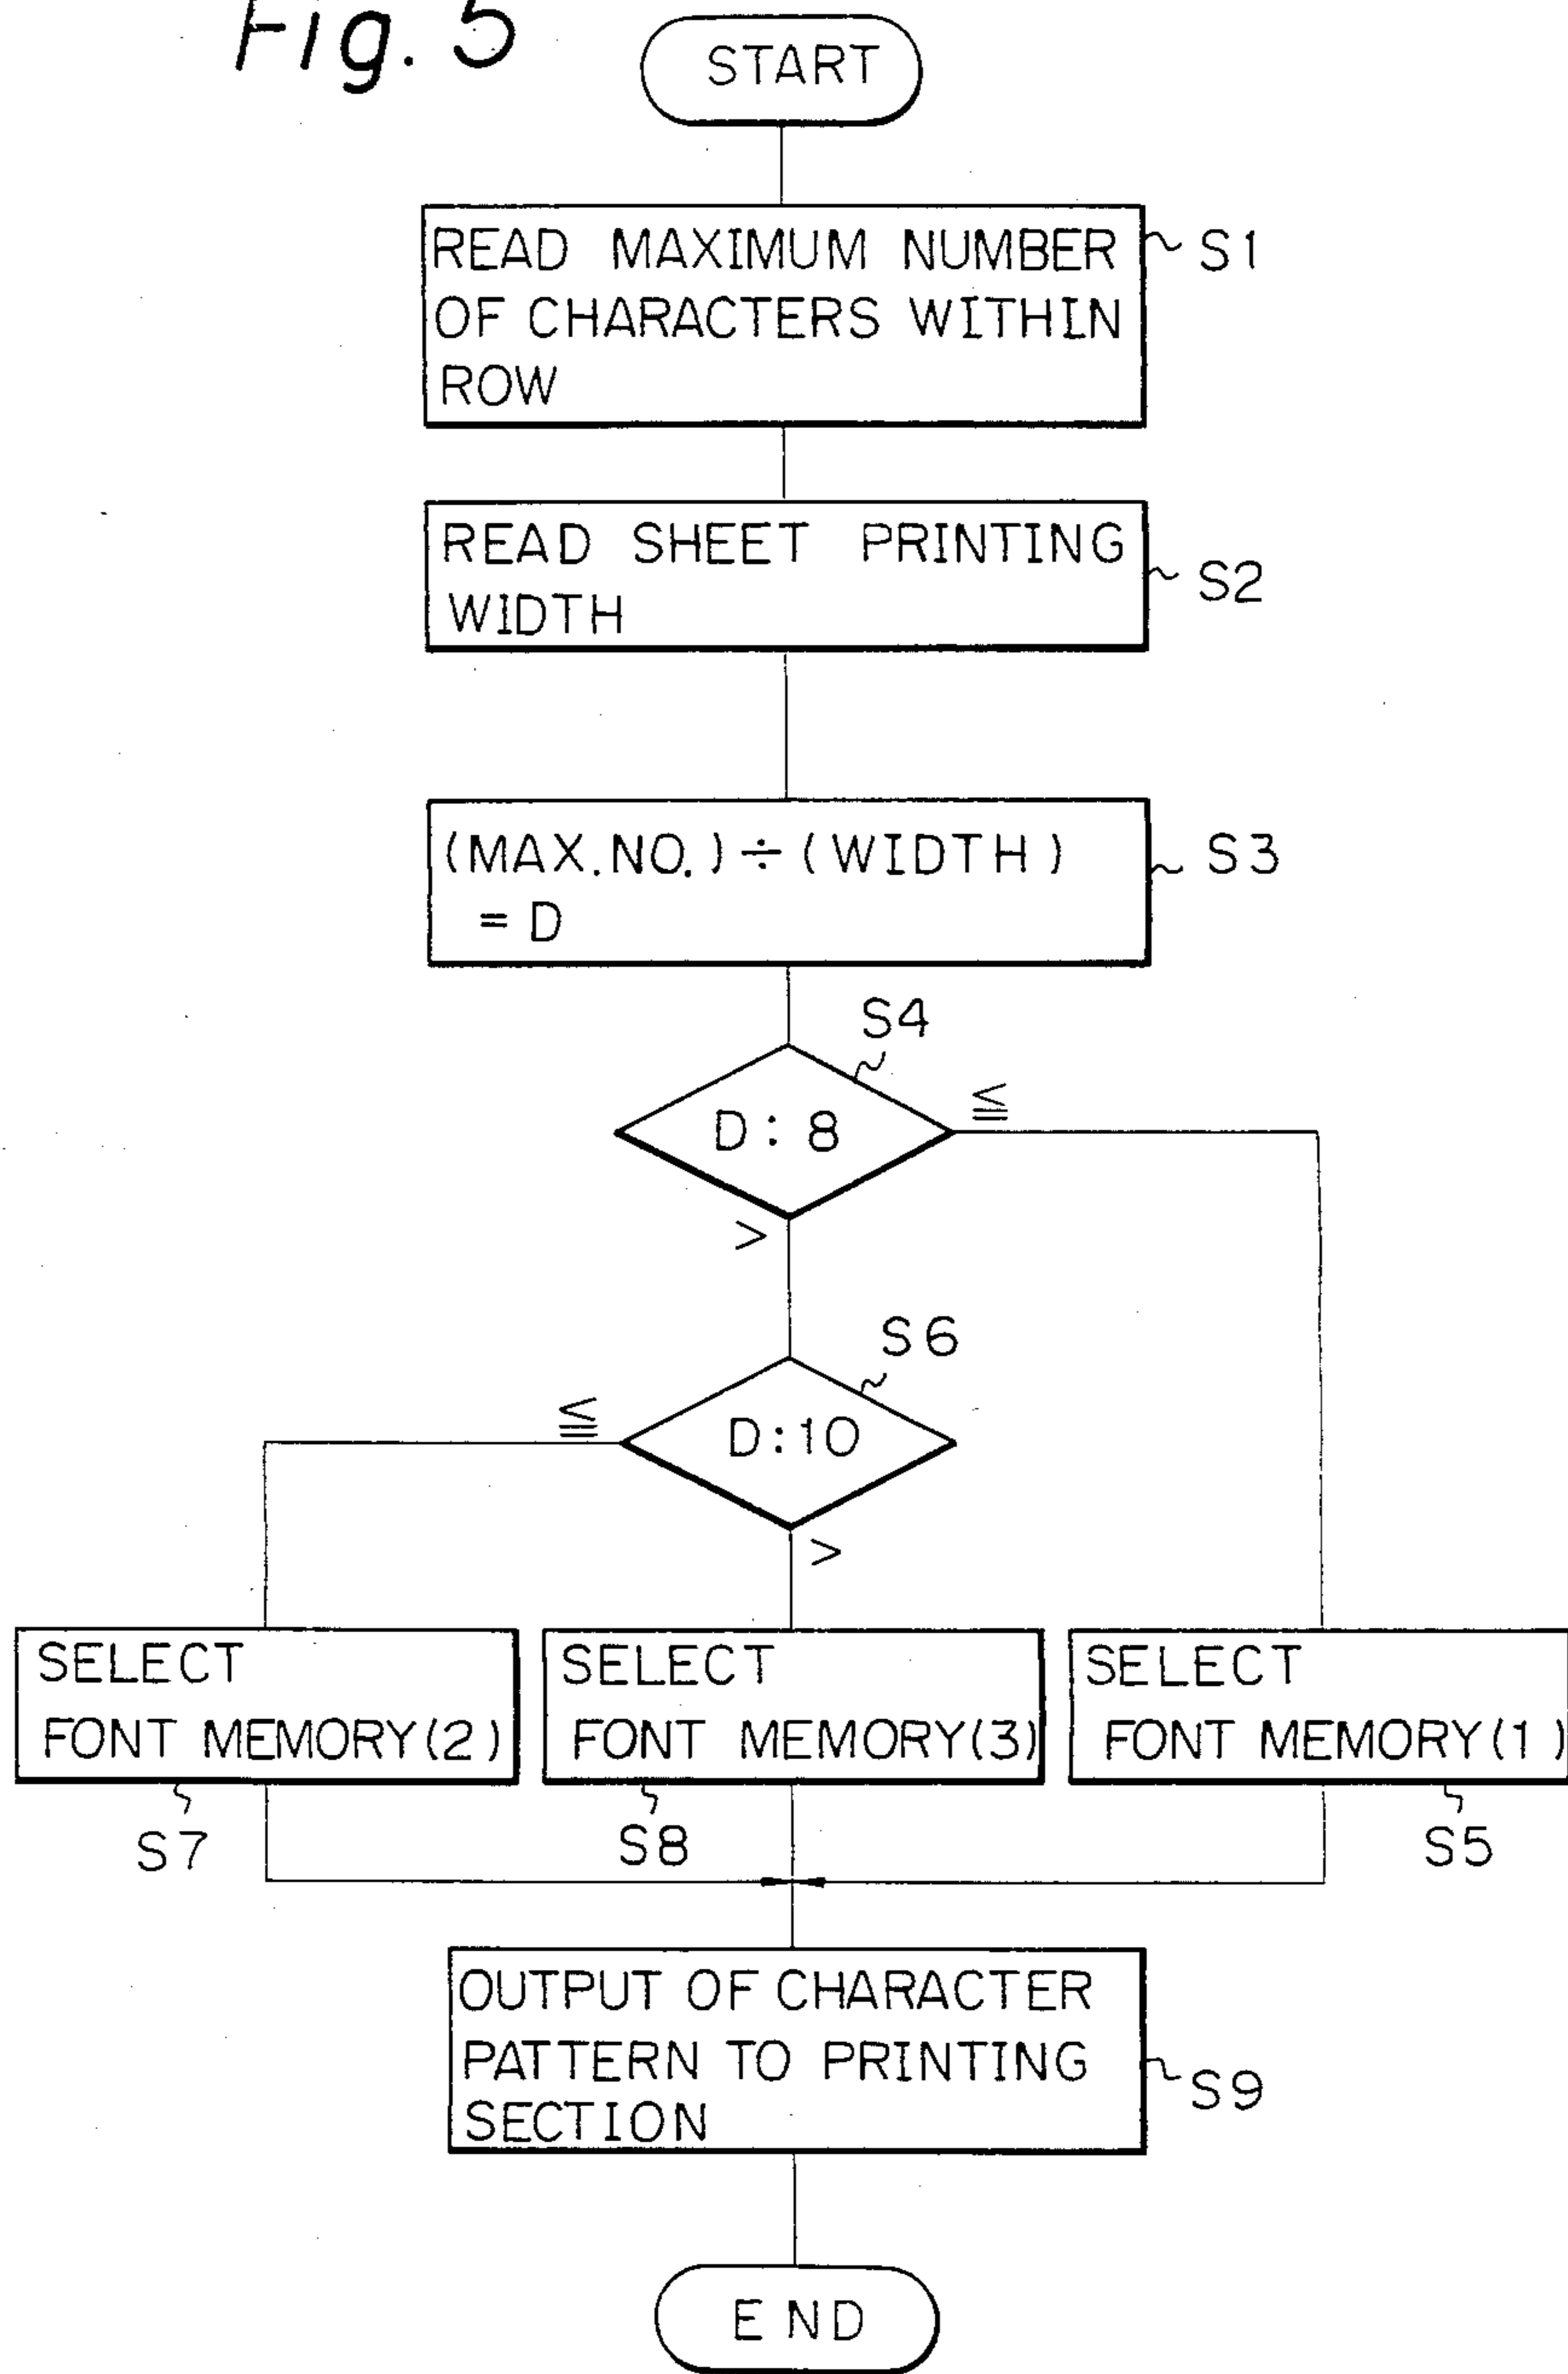 Fig. 5
START
READ MAXIMUM NUMBER
OF CHARACTERS WITHIN
ROW
S1
READ SHEET PRINTING
WIDTH
S2
(MAX.NO.) ÷ (WIDTH)
= D
S3
S4
D: 8
≦
>
S6
D:10
≦
>
SELECT
FONT MEMORY(2)
S7
SELECT
FONT MEMORY(3)
S8
SELECT
FONT MEMORY(1)
S5
OUTPUT OF CHARACTER
PATTERN TO PRINTING
SECTION
S9
END